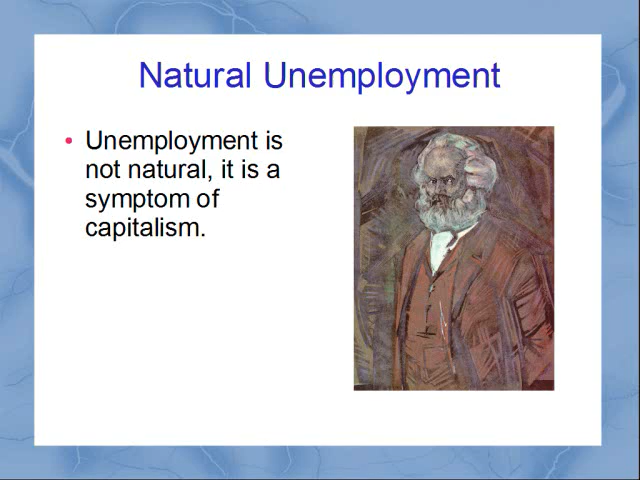 Natural Unemployment
• Unemployment is
not natural, it is a
symptom of
capitalism.